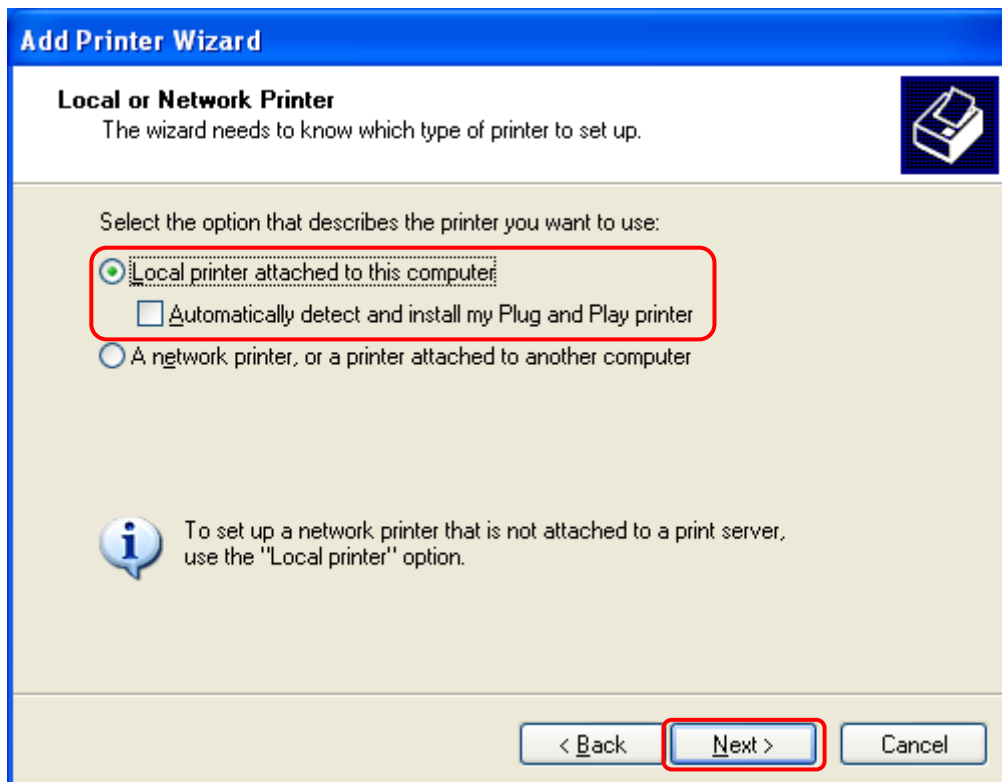 Add Printer Wizard
Local or Network Printer
The wizard needs to know which type of printer to set up.
Select the option that describes the printer you want to use:
Local printer attached to this computer
Automatically detect and install my Plug and Play printer
A network printer, or a printer attached to another computer
To set up a network printer that is not attached to a print server,
use the "Local printer" option.
< Back
Next >
Cancel